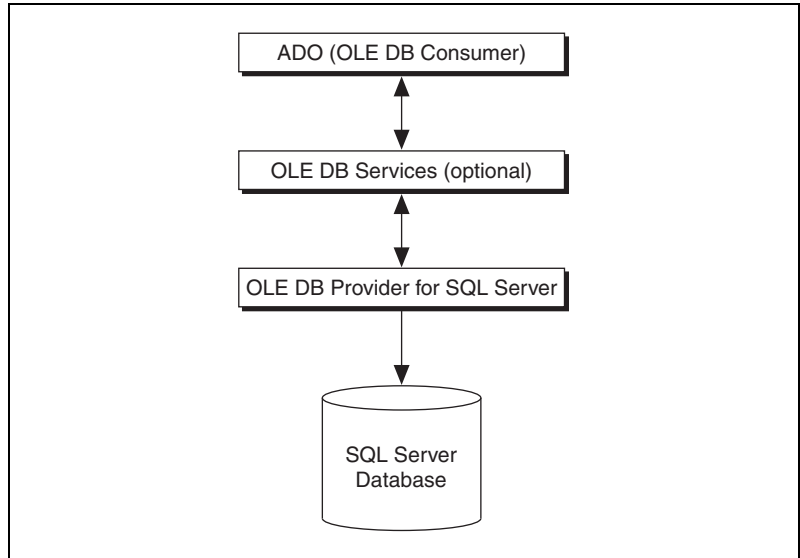 ADO (OLE DB Consumer)
OLE DB Services (optional)
OLE DB Provider for SQL Server
SQL Server
Database